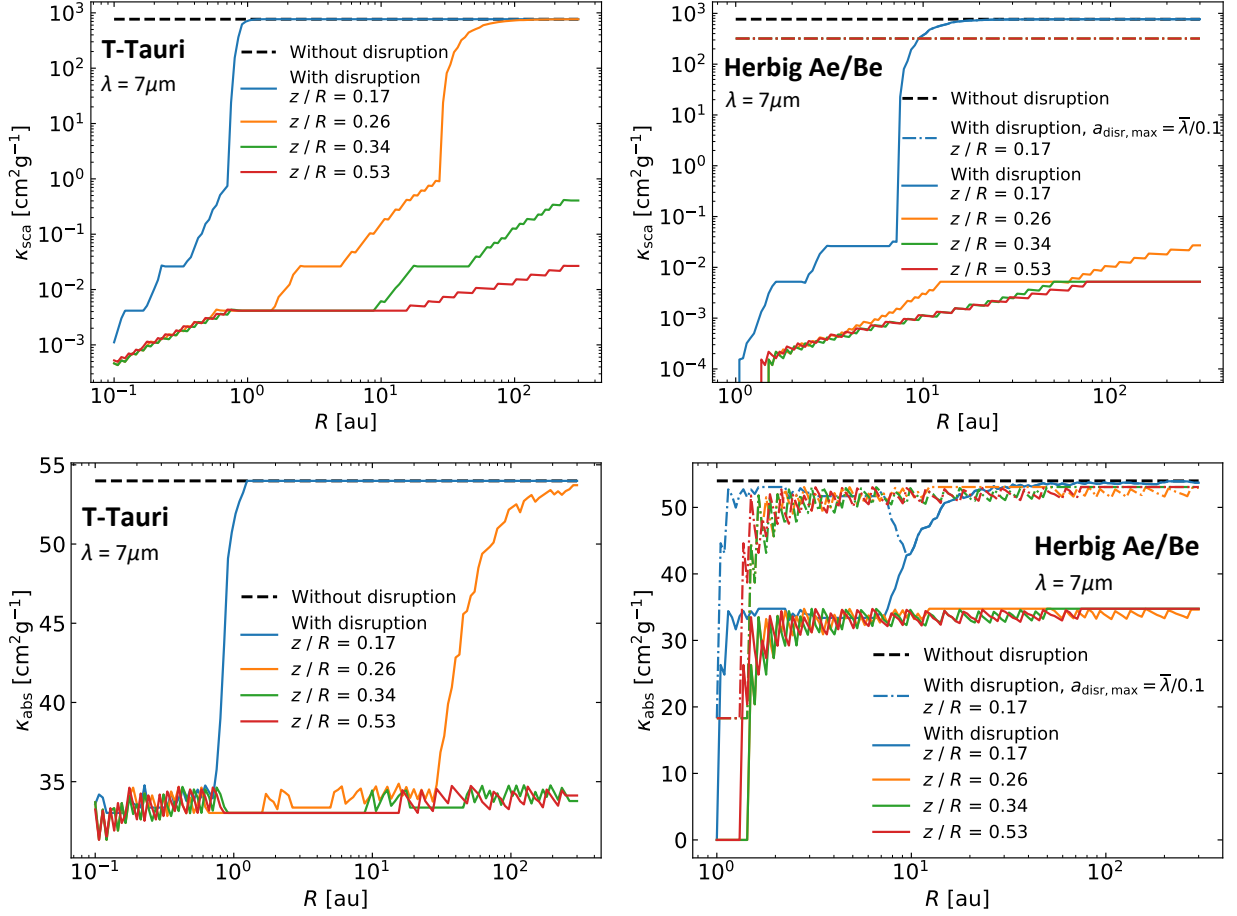 10³
10²
10¹
10⁰
10⁻¹
10⁻²
10⁻³
κsca [cm²g⁻¹]
T-Tauri
λ = 7μm
Without disruption
With disruption
z / R = 0.17
z / R = 0.26
z / R = 0.34
z / R = 0.53
10⁻¹ 10⁰ 10¹ 10²
R [au]
10³
10²
10¹
10⁰
10⁻¹
10⁻²
10⁻³
10⁻⁴
κsca [cm²g⁻¹]
Herbig Ae/Be
λ = 7μm
Without disruption
With disruption, adisr,max = λ̅/0.1
z / R = 0.17
With disruption
z / R = 0.17
z / R = 0.26
z / R = 0.34
z / R = 0.53
10⁰ 10¹ 10²
R [au]
55
50
45
40
35
κabs [cm²g⁻¹]
T-Tauri
λ = 7μm
Without disruption
With disruption
z / R = 0.17
z / R = 0.26
z / R = 0.34
z / R = 0.53
10⁻¹ 10⁰ 10¹ 10²
R [au]
50
40
30
20
10
0
κabs [cm²g⁻¹]
Herbig Ae/Be
λ = 7μm
Without disruption
With disruption, adisr,max = λ̅/0.1
z / R = 0.17
With disruption
z / R = 0.17
z / R = 0.26
z / R = 0.34
z / R = 0.53
10⁰ 10¹ 10²
R [au]